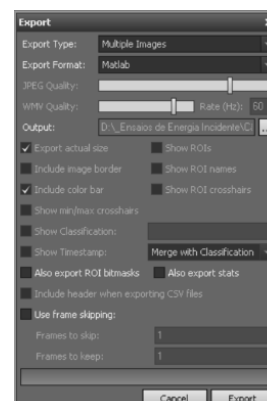 Export
Export Type: Multiple Images
Export Format: Matlab
JPEG Quality:
WMV Quality: Rate (Hz): 60
Output: D:\_Ensaios de Energia Incidente\C
Export actual size Show ROIs
Include image border Show ROI names
Include color bar Show ROI crosshairs
Show min/max crosshairs
Show Classification:
Show Timestamp: Merge with Classification
Also export ROI bitmasks Also export stats
Include header when exporting CSV files
Use frame skipping:
Frames to skip: 1
Frames to keep: 1
Cancel Export